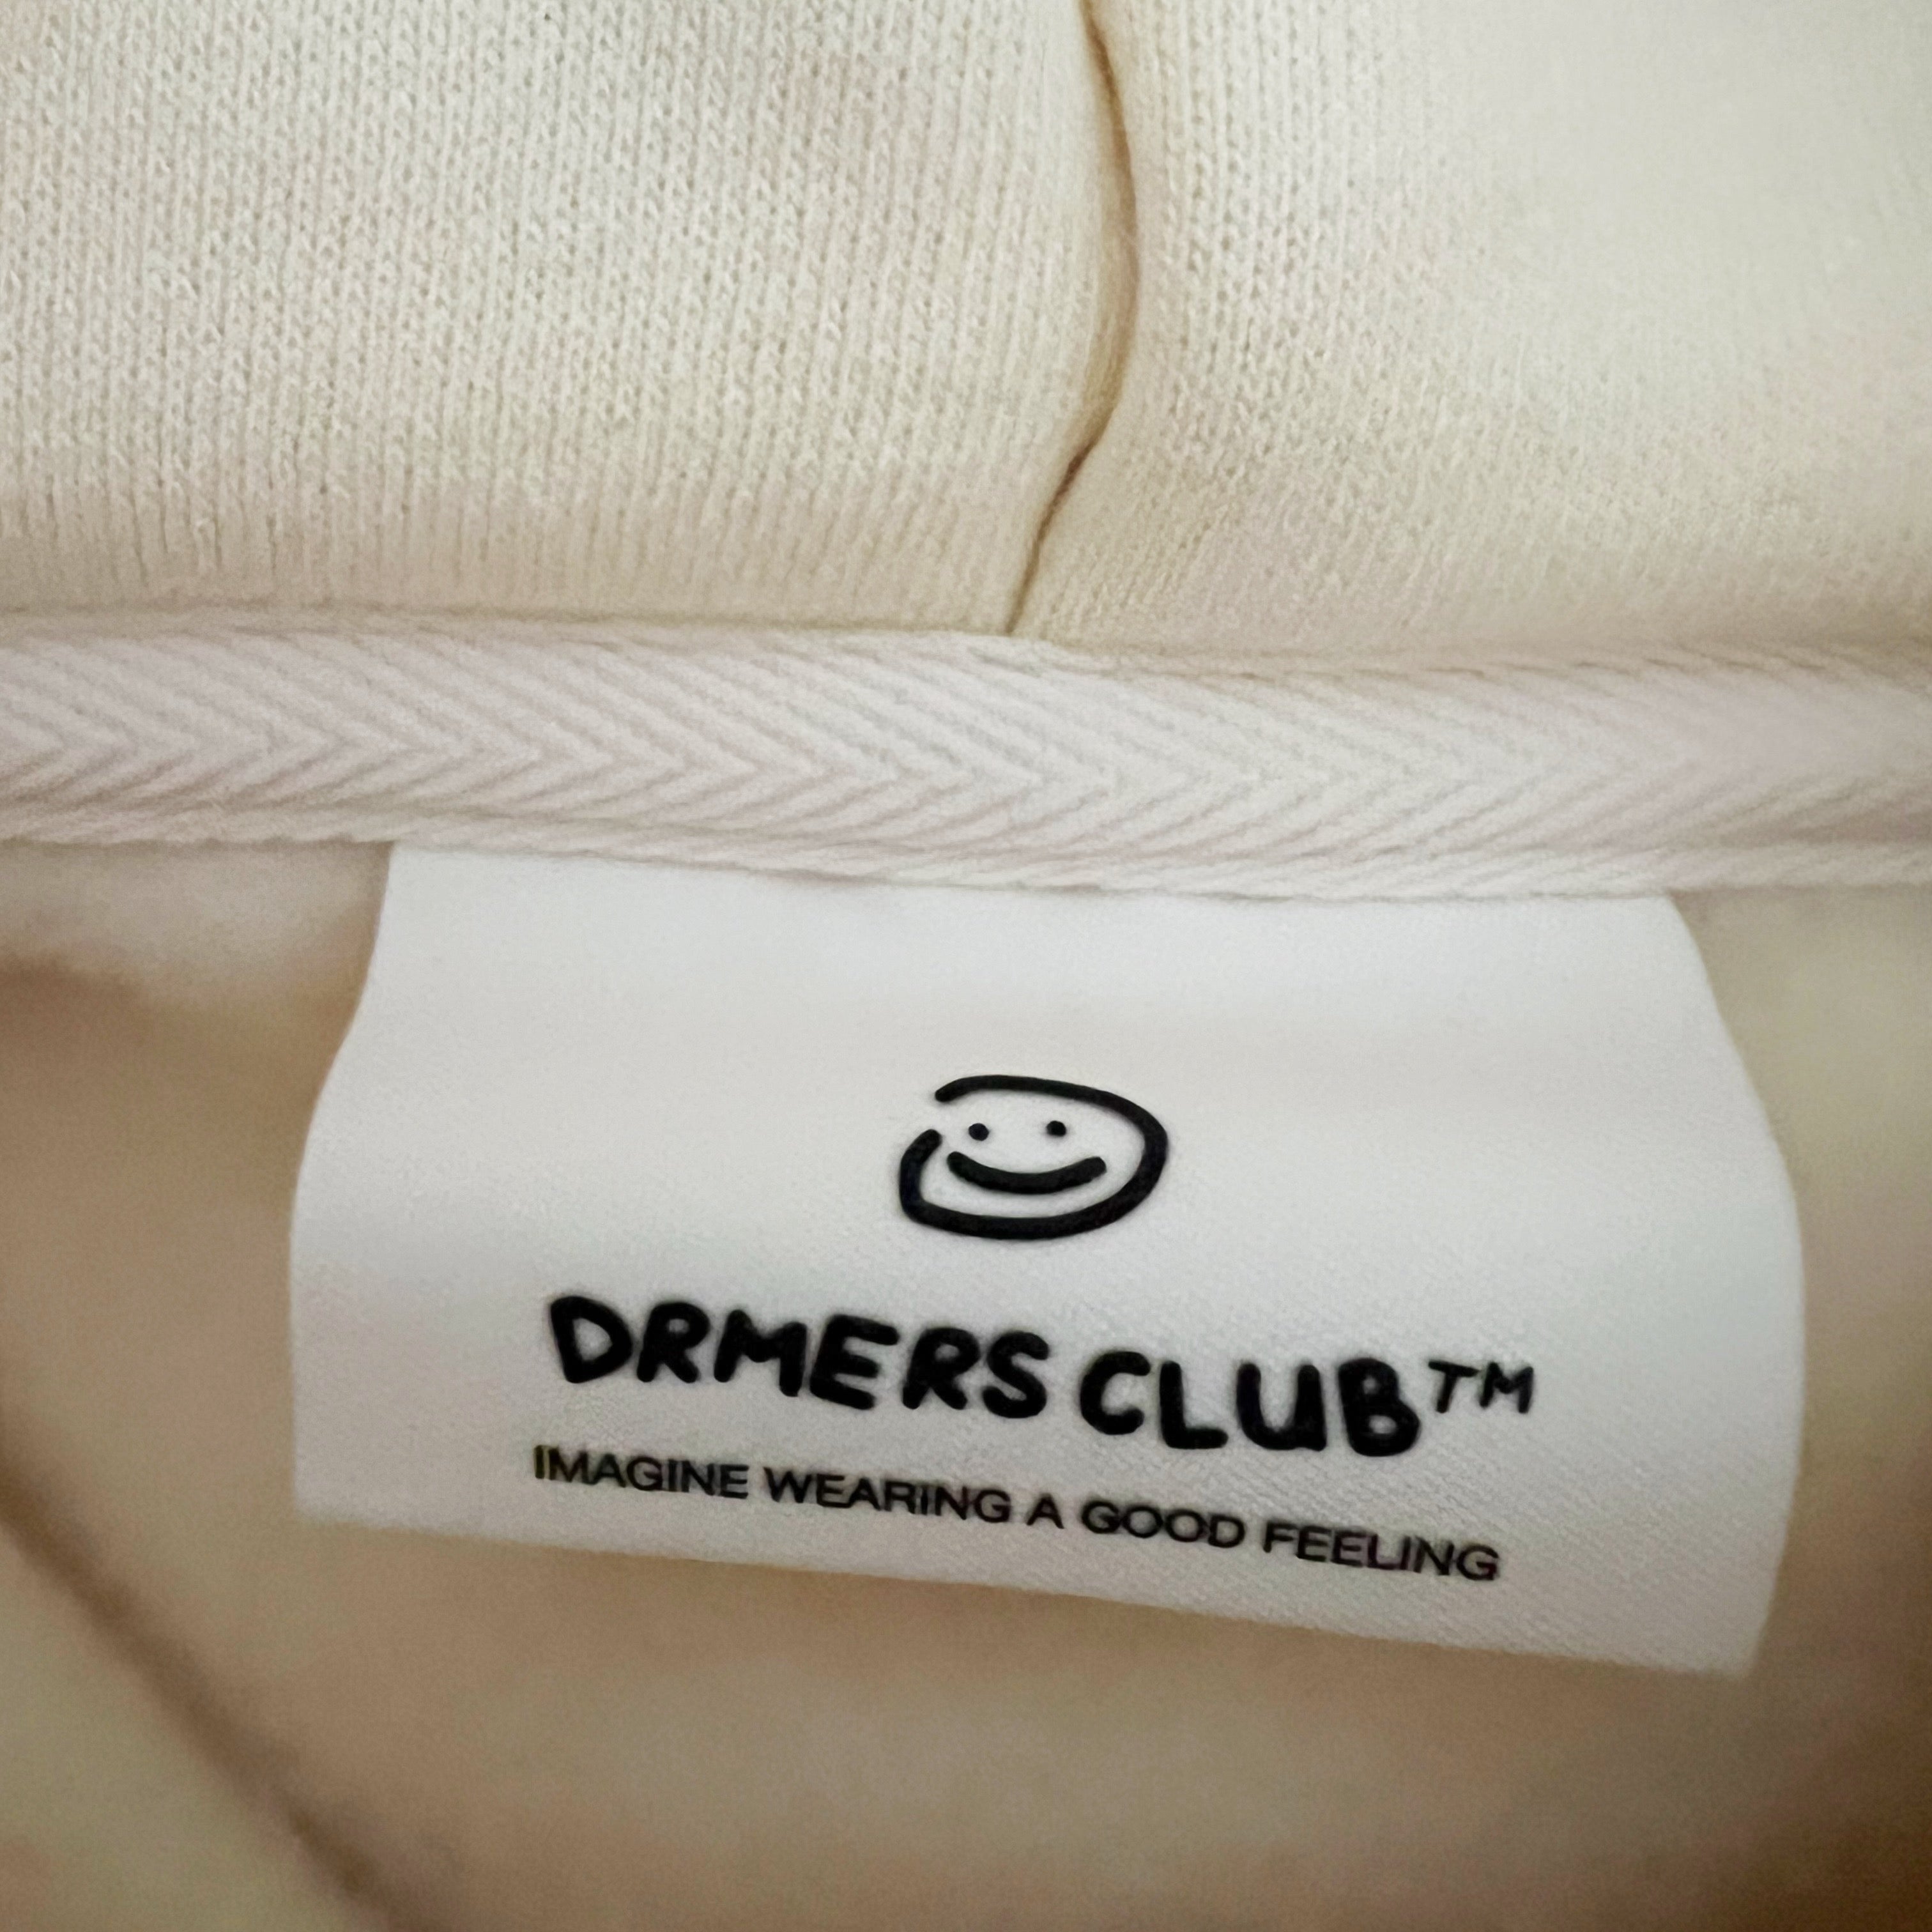 DRMERS CLUB™
IMAGINE WEARING A GOOD FEELING